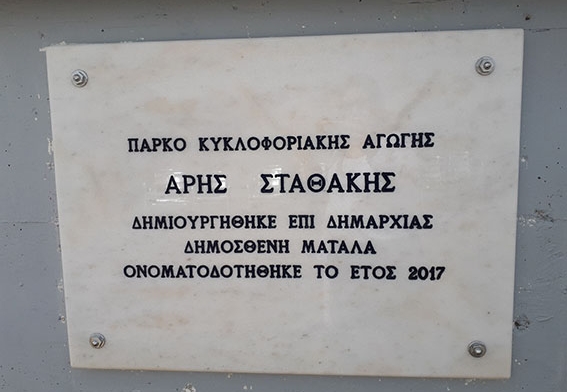 ΠΑΡΚΟ ΚΥΚΛΟΦΟΡΙΑΚΗΣ ΑΓΩΓΗΣ
ΑΡΗΣ ΣΤΑΘΑΚΗΣ
ΔΗΜΙΟΥΡΓΗΘΗΚΕ ΕΠΙ ΔΗΜΑΡΧΙΑΣ
ΔΗΜΟΣΘΕΝΗ ΜΑΤΑΛΑ
ΟΝΟΜΑΤΟΔΟΤΗΘΗΚΕ ΤΟ ΕΤΟΣ 2017